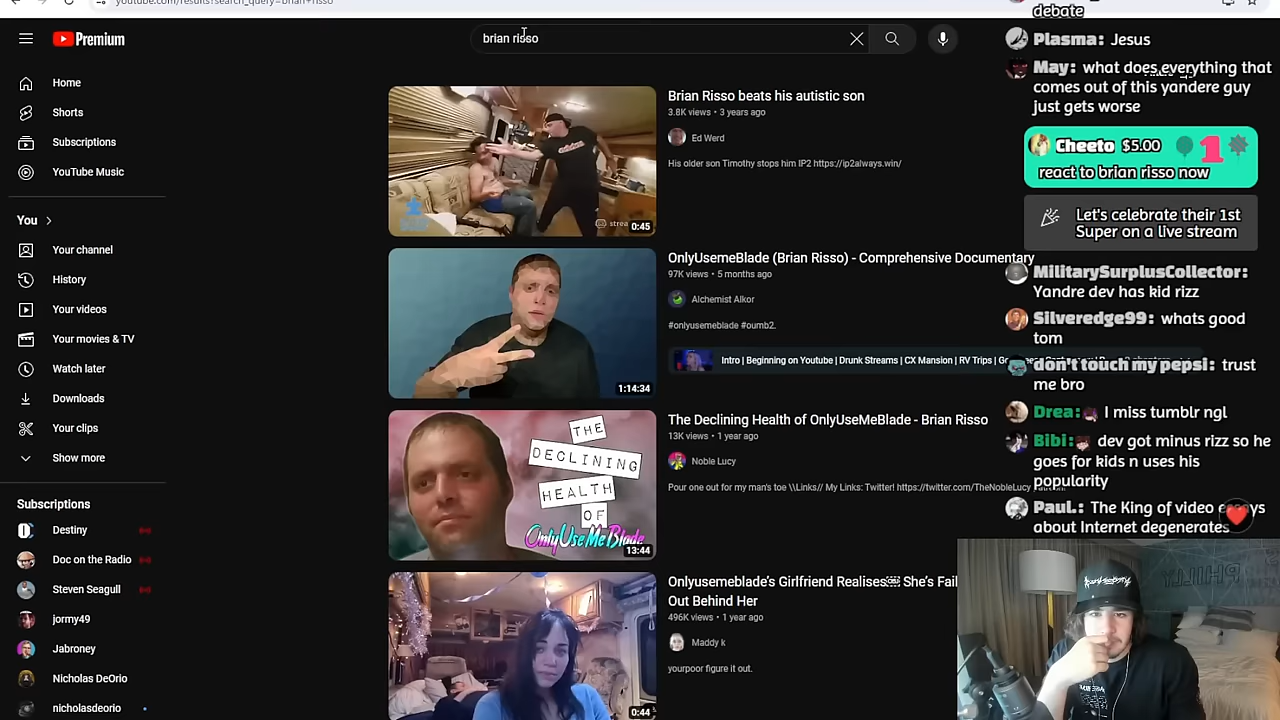 youtube.com/results?search_query=brian+risso
Premium
brian risso
Home
Shorts
Subscriptions
YouTube Music
You
Your channel
History
Your videos
Your movies & TV
Watch later
Downloads
Your clips
Show more
Subscriptions
Destiny
Doc on the Radio
Steven Seagull
jormy49
Jabroney
Nicholas DeOrio
nicholasdeorio
0:45
Brian Risso beats his autistic son
3.8K views • 3 years ago
Ed Werd
His older son Timothy stops him IP2 https://ip2always.win/
1:14:34
OnlyUsemeBlade (Brian Risso) - Comprehensive Documentary
97K views • 5 months ago
Alchemist Alkor
#onlyusemeblade #oumb2.
Intro | Beginning on Youtube | Drunk Streams | CX Mansion | RV Trips |
THE
DECLINING
HEALTH
OF
OnlyUseMeBlade
13:44
The Declining Health of OnlyUseMeBlade - Brian Risso
13K views • 1 year ago
Noble Lucy
Pour one out for my man's toe \\Links// My Links: Twitter! https://twitter.com/TheNobleLucy
0:44
Onlyusemeblade's Girlfriend Realises She's Fail
Out Behind Her
496K views • 1 year ago
Maddy k
yourpoor figure it out.
debate
Plasma: Jesus
May: what does everything that
comes out of this yandere guy
just gets worse
Cheeto $5.00 1
react to brian risso now
Let's celebrate their 1st
Super on a live stream
MilitarySurplusCollector:
Yandre dev has kid rizz
Silveredge99: whats good
tom
don't touch my pepsi: trust
me bro
Drea: I miss tumblr ngl
Bibi: dev got minus rizz so he
goes for kids n uses his
popularity
Paul.: The King of video
about Internet degenerates